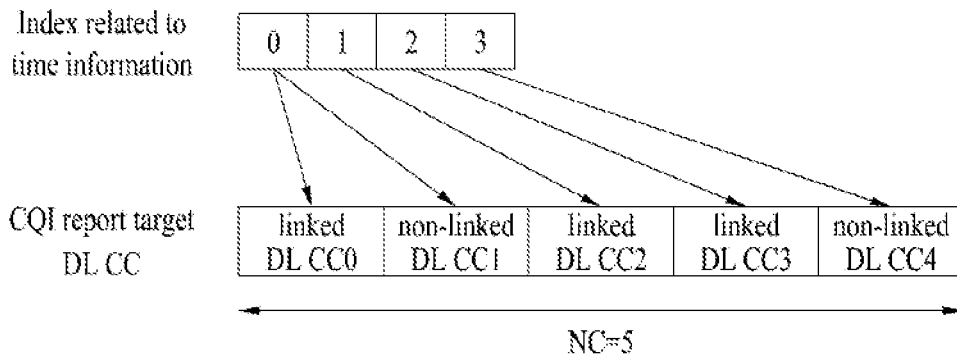 Index related to
time information
0 1 2 3
CQI report target
DL CC
linked
DL CC0
non-linked
DL CC1
linked
DL CC2
linked
DL CC3
non-linked
DL CC4
NC=5